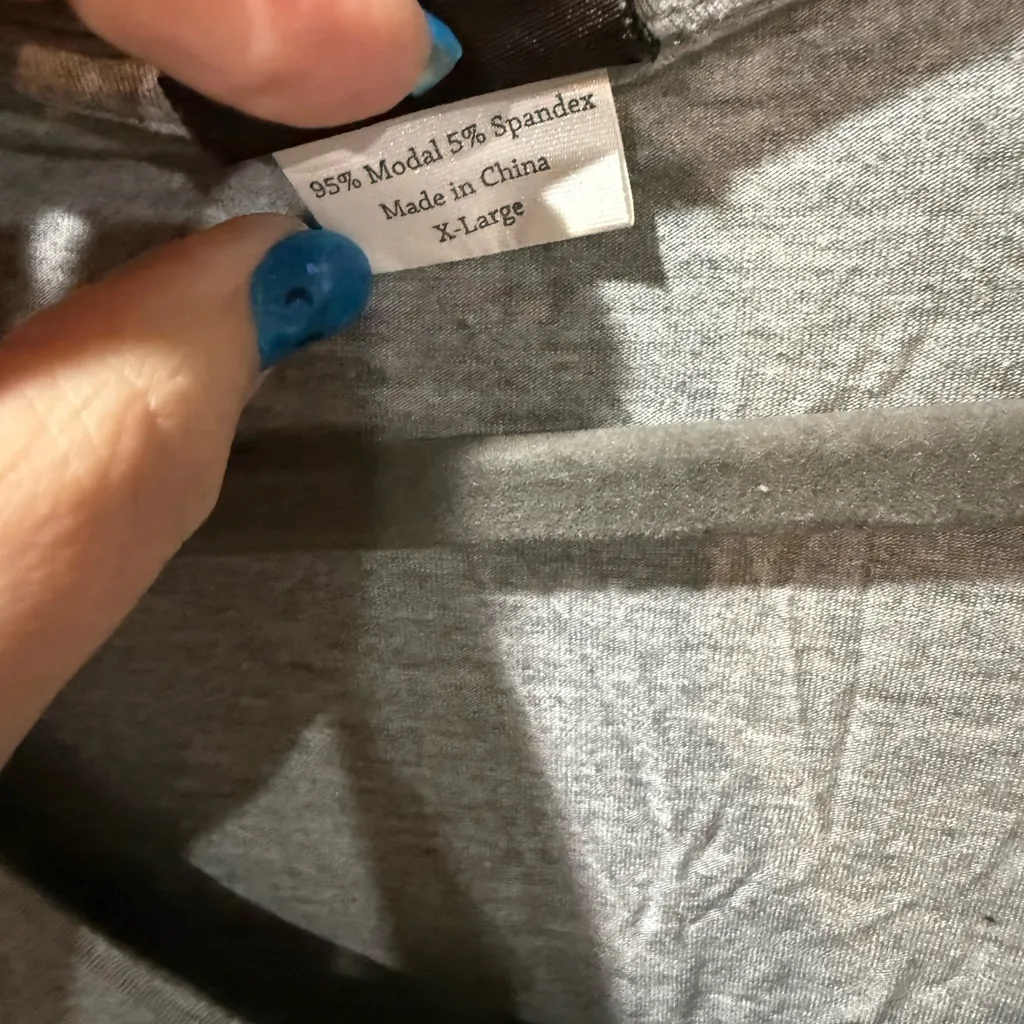 95% Modal 5% Spandex
Made in China
X-Large